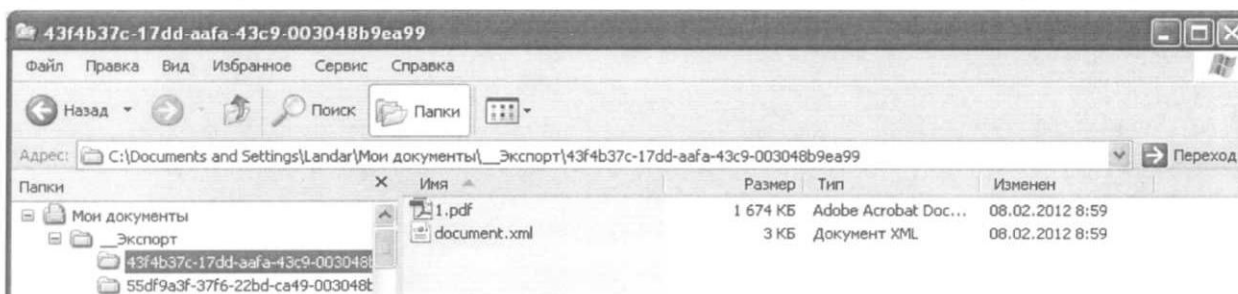 43f4b37c-17dd-aafa-43c9-003048b9ea99
Файл Правка Вид Избранное Сервис Справка
Назад Поиск Папки
Адрес: C:\Documents and Settings\Landar\Мои документы\__Экспорт\43f4b37c-17dd-aafa-43c9-003048b9ea99 Переход
Папки Имя Размер Тип Изменен
Мои документы 1.pdf 1 674 КБ Adobe Acrobat Doc... 08.02.2012 8:59
__Экспорт document.xml 3 КБ Документ XML 08.02.2012 8:59
43f4b37c-17dd-aafa-43c9-003048b
55df9a3f-37f6-22bd-ca49-003048b